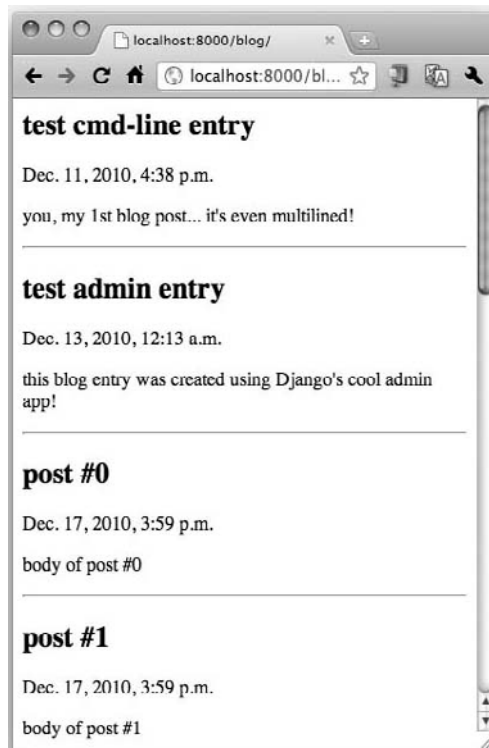 localhost:8000/blog/
localhost:8000/bl...
test cmd-line entry
Dec. 11, 2010, 4:38 p.m.
you, my 1st blog post... it's even multilined!
test admin entry
Dec. 13, 2010, 12:13 a.m.
this blog entry was created using Django's cool admin
app!
post #0
Dec. 17, 2010, 3:59 p.m.
body of post #0
post #1
Dec. 17, 2010, 3:59 p.m.
body of post #1